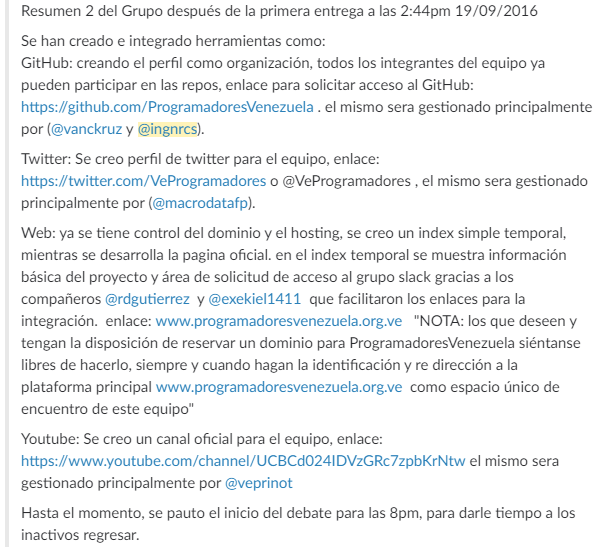 Resumen 2 del Grupo después de la primera entrega a las 2:44pm 19/09/2016
Se han creado e integrado herramientas como:
GitHub: creando el perfil como organización, todos los integrantes del equipo ya
pueden participar en las repos, enlace para solicitar acceso al GitHub:
https://github.com/ProgramadoresVenezuela . el mismo sera gestionado principalmente
por (@vanckruz y @ingnrcs).
Twitter: Se creo perfil de twitter para el equipo, enlace:
https://twitter.com/VeProgramadores o @VeProgramadores , el mismo sera gestionado
principalmente por (@macrodatafp).
Web: ya se tiene control del dominio y el hosting, se creo un index simple temporal,
mientras se desarrolla la pagina oficial. en el index temporal se muestra información
básica del proyecto y área de solicitud de acceso al grupo slack gracias a los
compañeros @rdgutierrez y @exekiel1411 que facilitaron los enlaces para la
integración. enlace: www.programadoresvenezuela.org.ve "NOTA: los que deseen y
tengan la disposición de reservar un dominio para ProgramadoresVenezuela siéntanse
libres de hacerlo, siempre y cuando hagan la identificación y re dirección a la
plataforma principal www.programadoresvenezuela.org.ve como espacio único de
encuentro de este equipo"
Youtube: Se creo un canal oficial para el equipo, enlace:
https://www.youtube.com/channel/UCBCd024IDVzGRc7zpbKrNtw el mismo sera
gestionado principalmente por @veprinot
Hasta el momento, se pauto el inicio del debate para las 8pm, para darle tiempo a los
inactivos regresar.